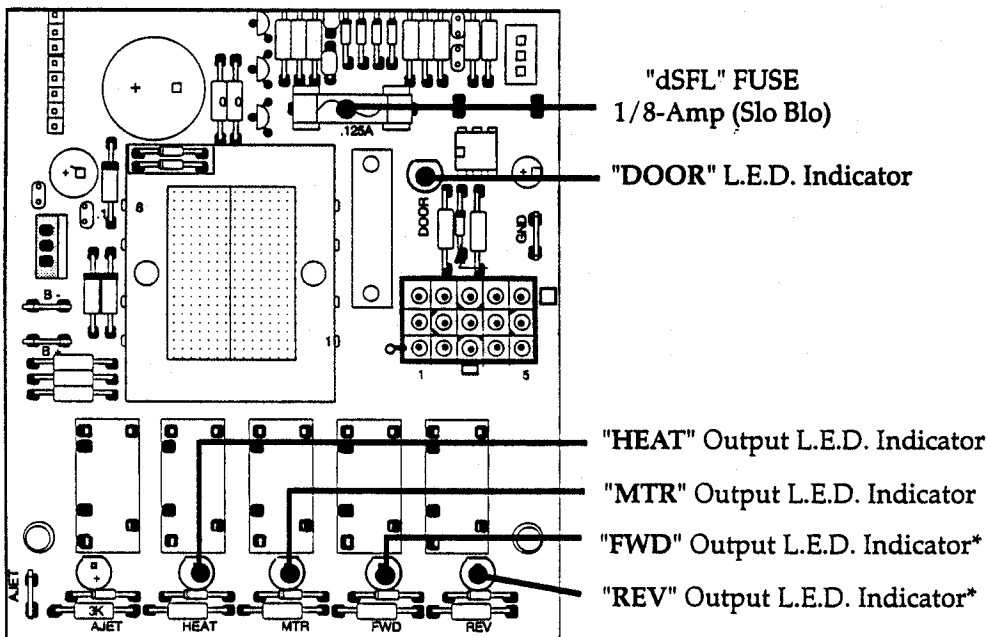 "dSFL" FUSE
1/8-Amp (Slo Blo)
.125A
"DOOR" L.E.D. Indicator
DOOR
GND
8
B -
1
B +
1 5
"HEAT" Output L.E.D. Indicator
"MTR" Output L.E.D. Indicator
"FWD" Output L.E.D. Indicator*
"REV" Output L.E.D. Indicator*
AJET
3K
AJET HEAT MTR FWD REV